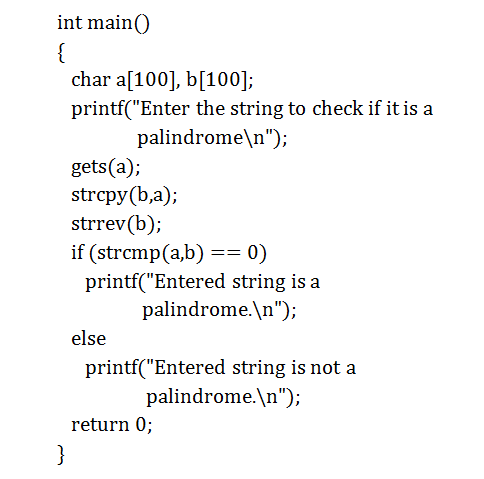 int main()
{
char a[100], b[100];
printf("Enter the string to check if it is a
palindrome\n");
gets(a);
strcpy(b,a);
strrev(b);
if (strcmp(a,b) == 0)
printf("Entered string is a
palindrome.\n");
else
printf("Entered string is not a
palindrome.\n");
return 0;
}